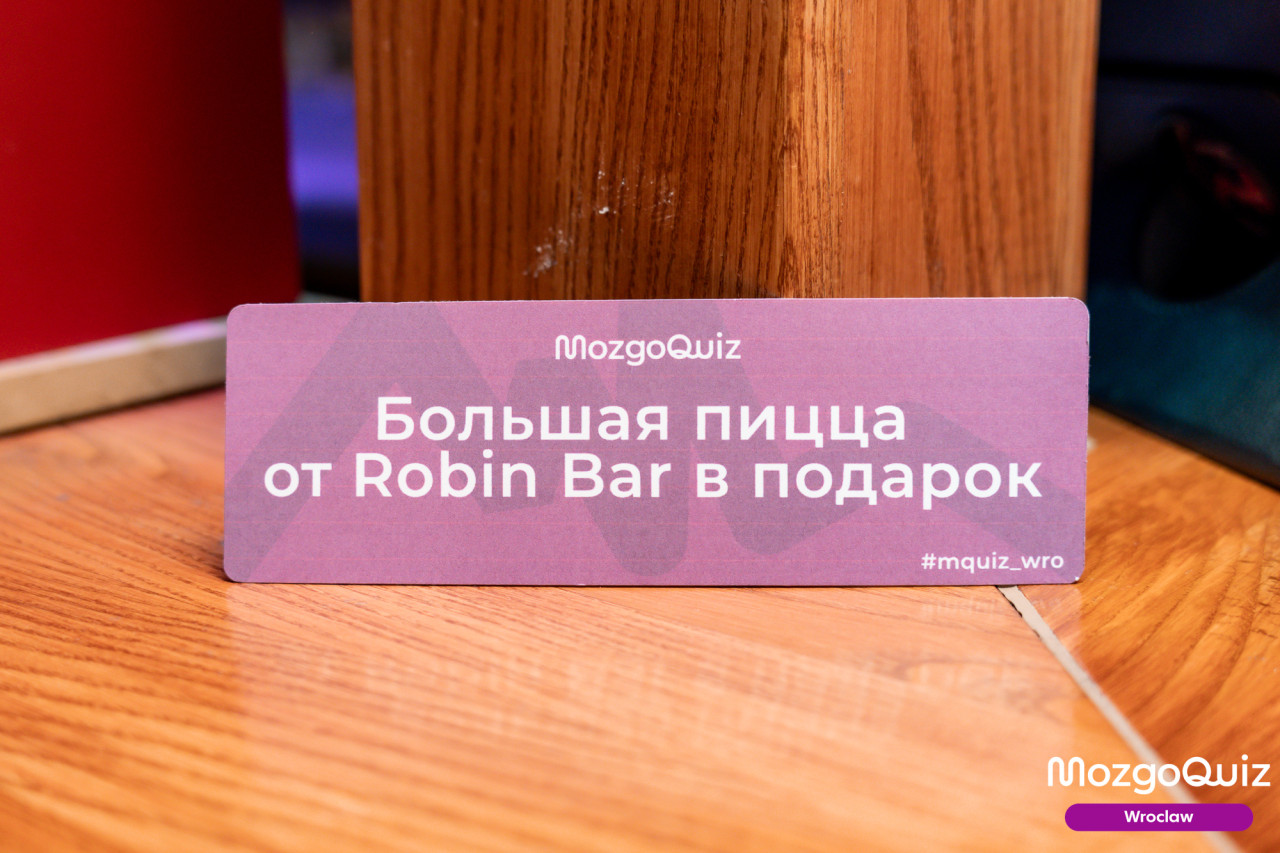 MozgoQuiz
Большая пицца
от Robin Bar в подарок
#mquiz_wro
MozgoQuiz
Wroclaw